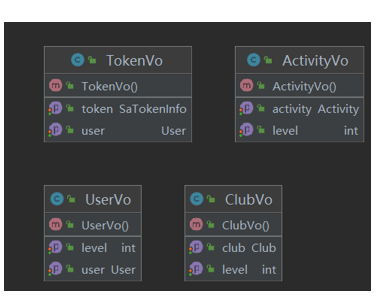 TokenVo
TokenVo()
token SaTokenInfo
user User
ActivityVo
ActivityVo()
activity Activity
level int
UserVo
UserVo()
level int
user User
ClubVo
ClubVo()
club Club
level int